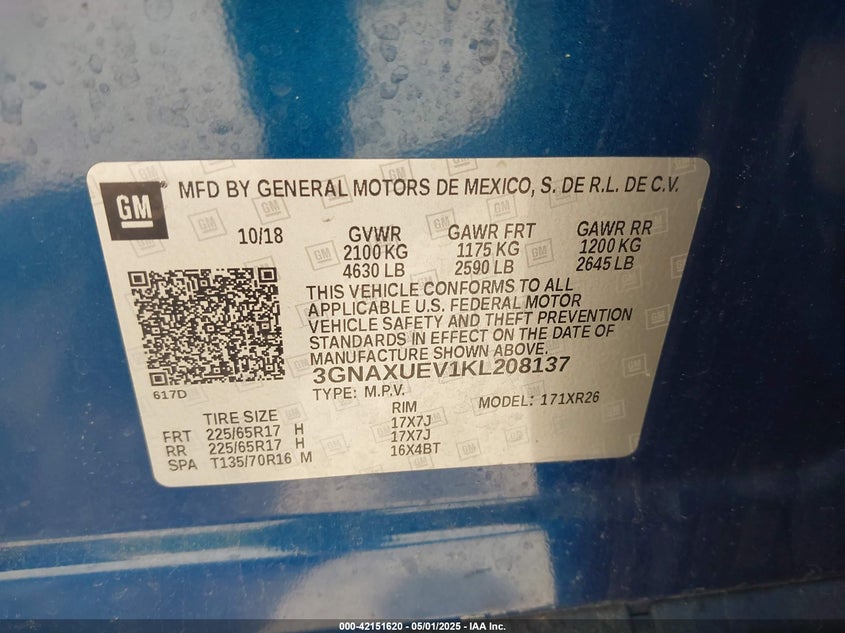 GM
MFD BY GENERAL MOTORS DE MEXICO, S. DE R.L. DE C.V.
10/18 GVWR GAWR FRT GAWR RR
2100 KG 1175 KG 1200 KG
4630 LB 2590 LB 2645 LB
THIS VEHICLE CONFORMS TO ALL
APPLICABLE U.S. FEDERAL MOTOR
VEHICLE SAFETY AND THEFT PREVENTION
STANDARDS IN EFFECT ON THE DATE OF
MANUFACTURE SHOWN ABOVE.
617D
3GNAXUEV1KL208137
TYPE: M.P.V. MODEL: 171XR26
TIRE SIZE RIM
FRT 225/65R17 H 17X7J
RR 225/65R17 H 17X7J
SPA T135/70R16 M 16X4BT
000-42151620 - 05/01/2025 - IAA Inc.